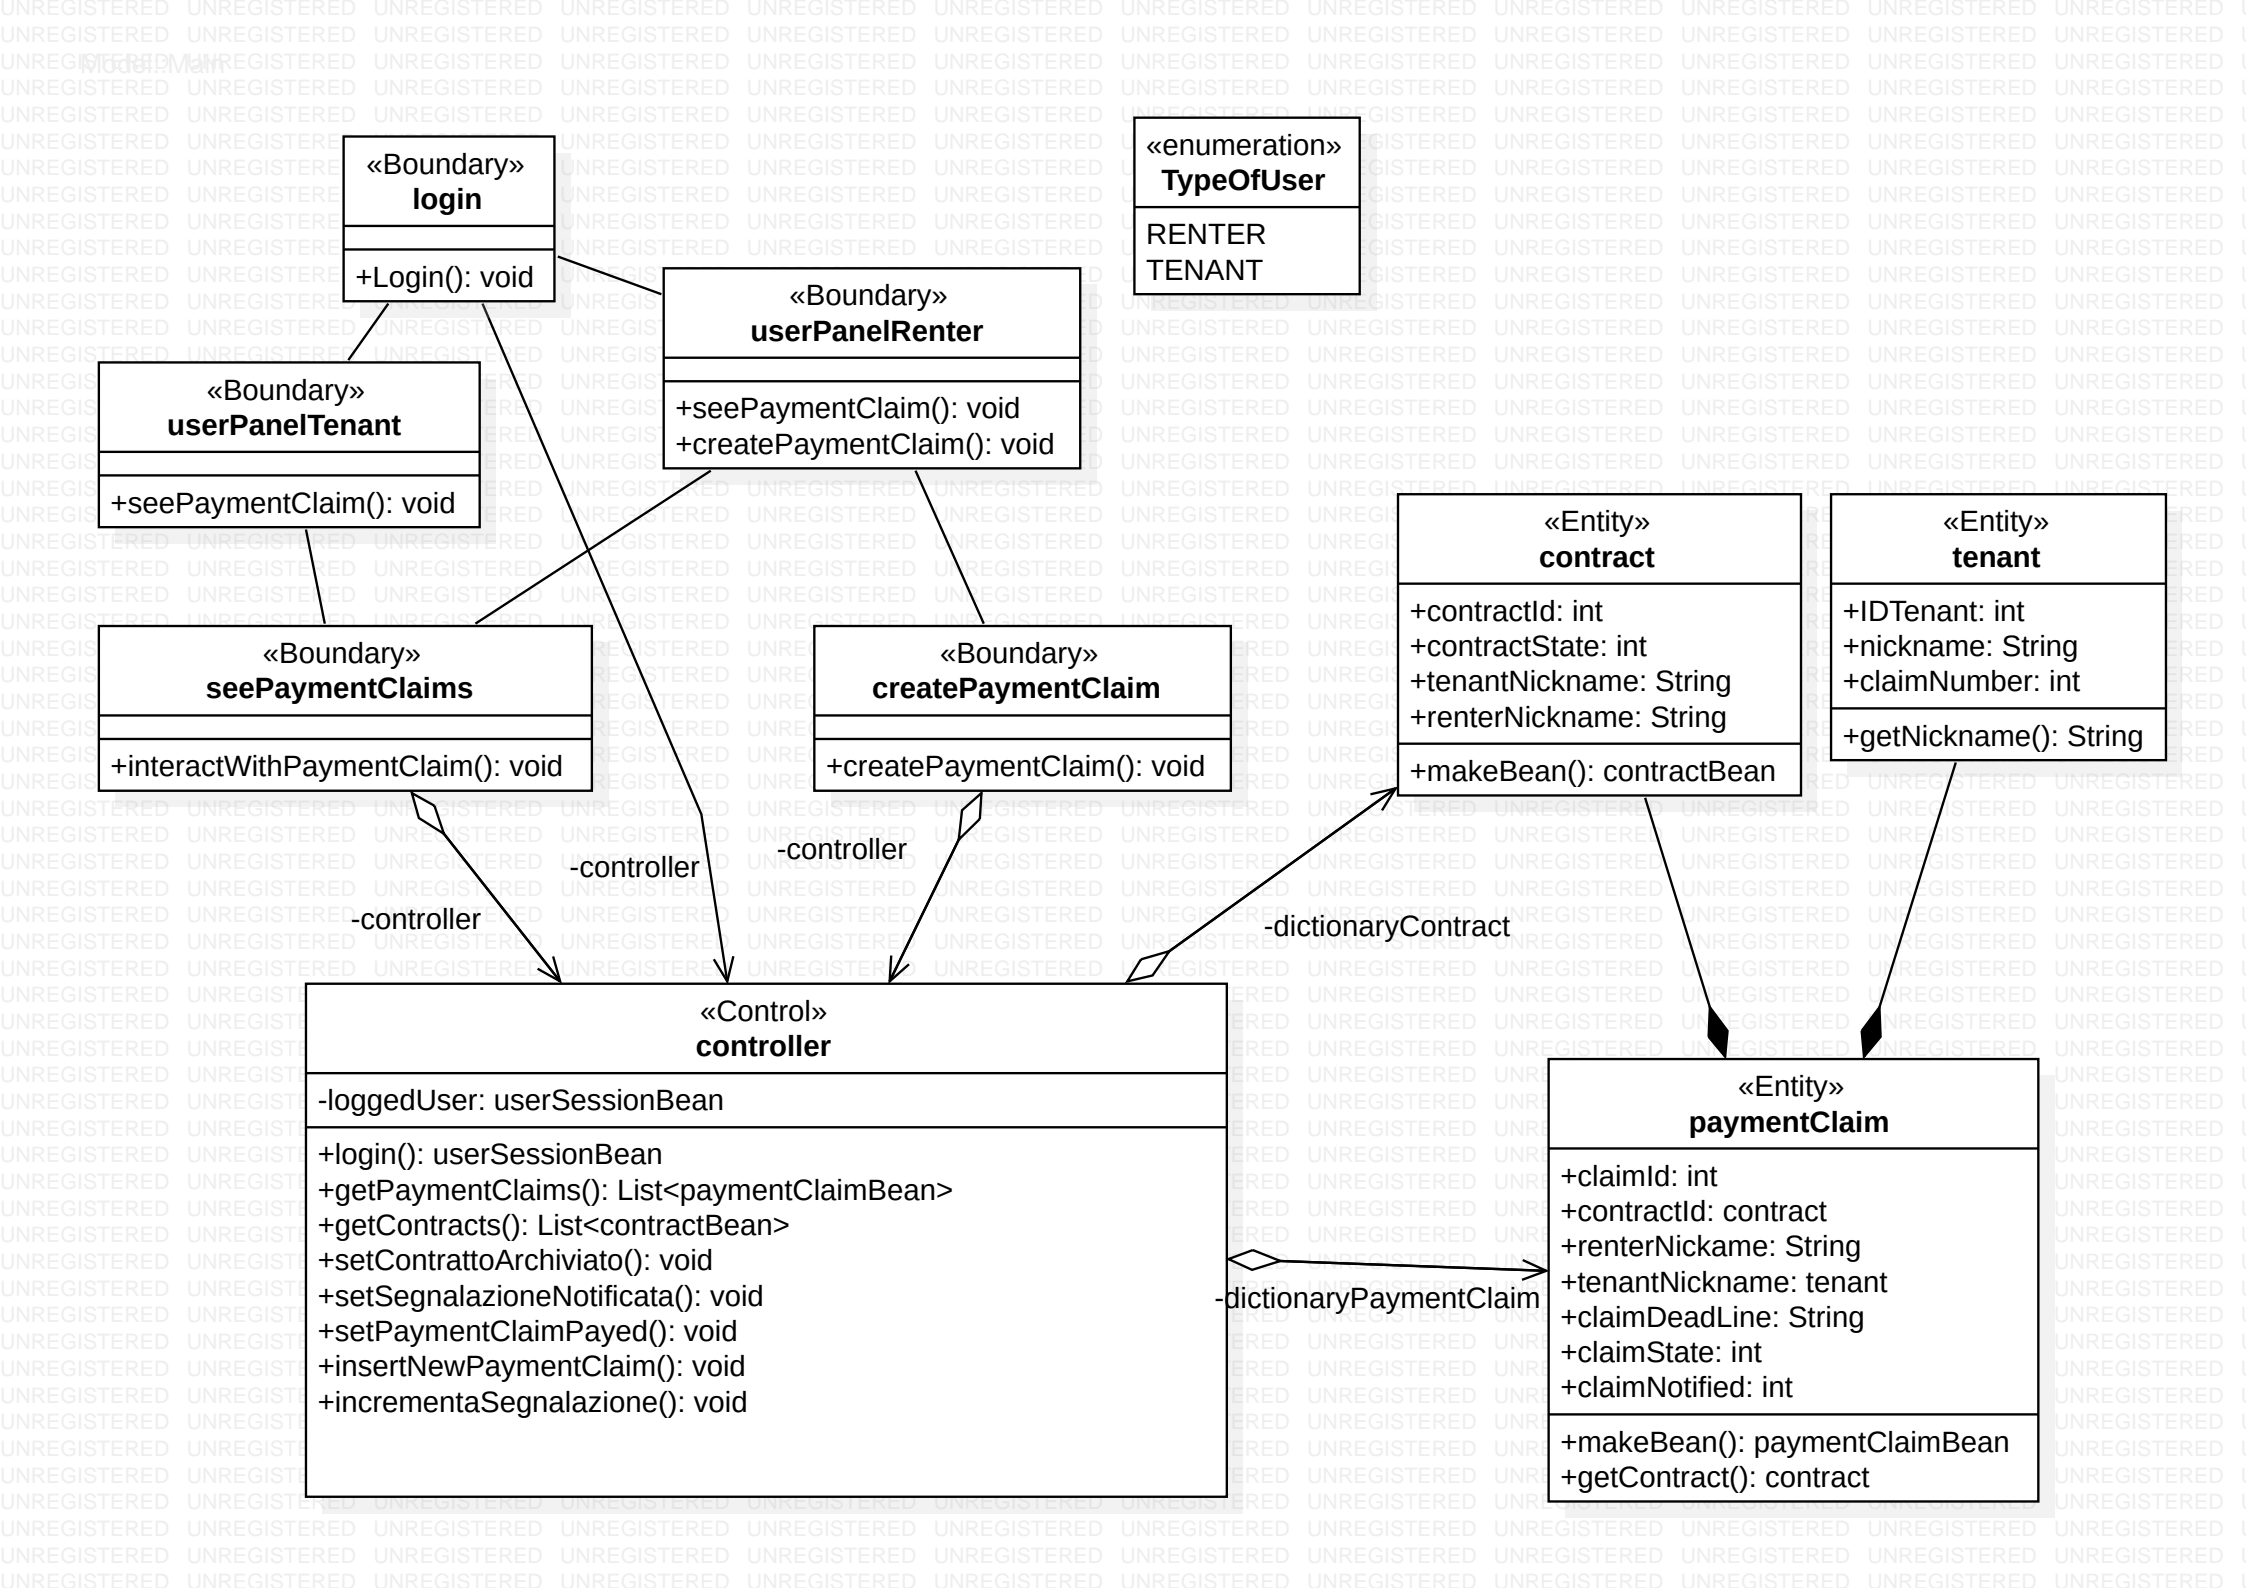 Model::Main
«Boundary»
login
+Login(): void
«enumeration»
TypeOfUser
RENTER
TENANT
«Boundary»
userPanelRenter
+seePaymentClaim(): void
+createPaymentClaim(): void
«Boundary»
userPanelTenant
+seePaymentClaim(): void
«Entity»
contract
+contractId: int
+contractState: int
+tenantNickname: String
+renterNickname: String
+makeBean(): contractBean
«Entity»
tenant
+IDTenant: int
+nickname: String
+claimNumber: int
+getNickname(): String
«Boundary»
seePaymentClaims
+interactWithPaymentClaim(): void
«Boundary»
createPaymentClaim
+createPaymentClaim(): void
-controller
-controller
-controller
-dictionaryContract
«Control»
controller
-loggedUser: userSessionBean
+login(): userSessionBean
+getPaymentClaims(): List<paymentClaimBean>
+getContracts(): List<contractBean>
+setContrattoArchiviato(): void
+setSegnalazioneNotificata(): void
+setPaymentClaimPayed(): void
+insertNewPaymentClaim(): void
+incrementaSegnalazione(): void
-dictionaryPaymentClaim
«Entity»
paymentClaim
+claimId: int
+contractId: contract
+renterNickame: String
+tenantNickname: tenant
+claimDeadLine: String
+claimState: int
+claimNotified: int
+makeBean(): paymentClaimBean
+getContract(): contract
UNREGISTERED